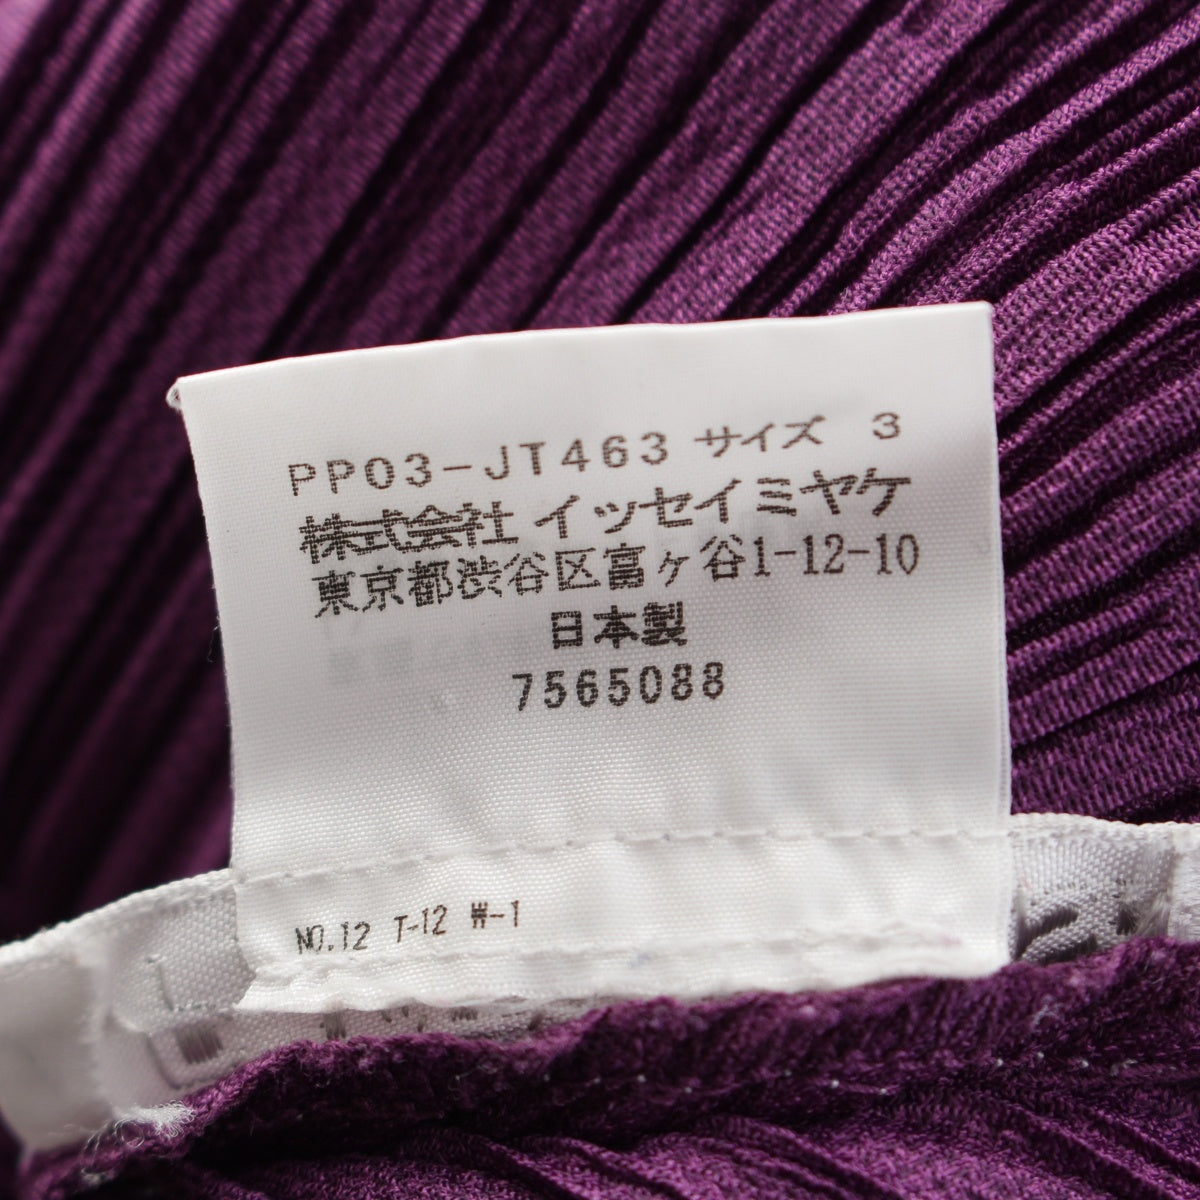 PP03-JT463 サイズ 3
株式会社 イッセイミヤケ
東京都渋谷区富ヶ谷1-12-10
日本製
7565088
NO.12 T-12 W-1